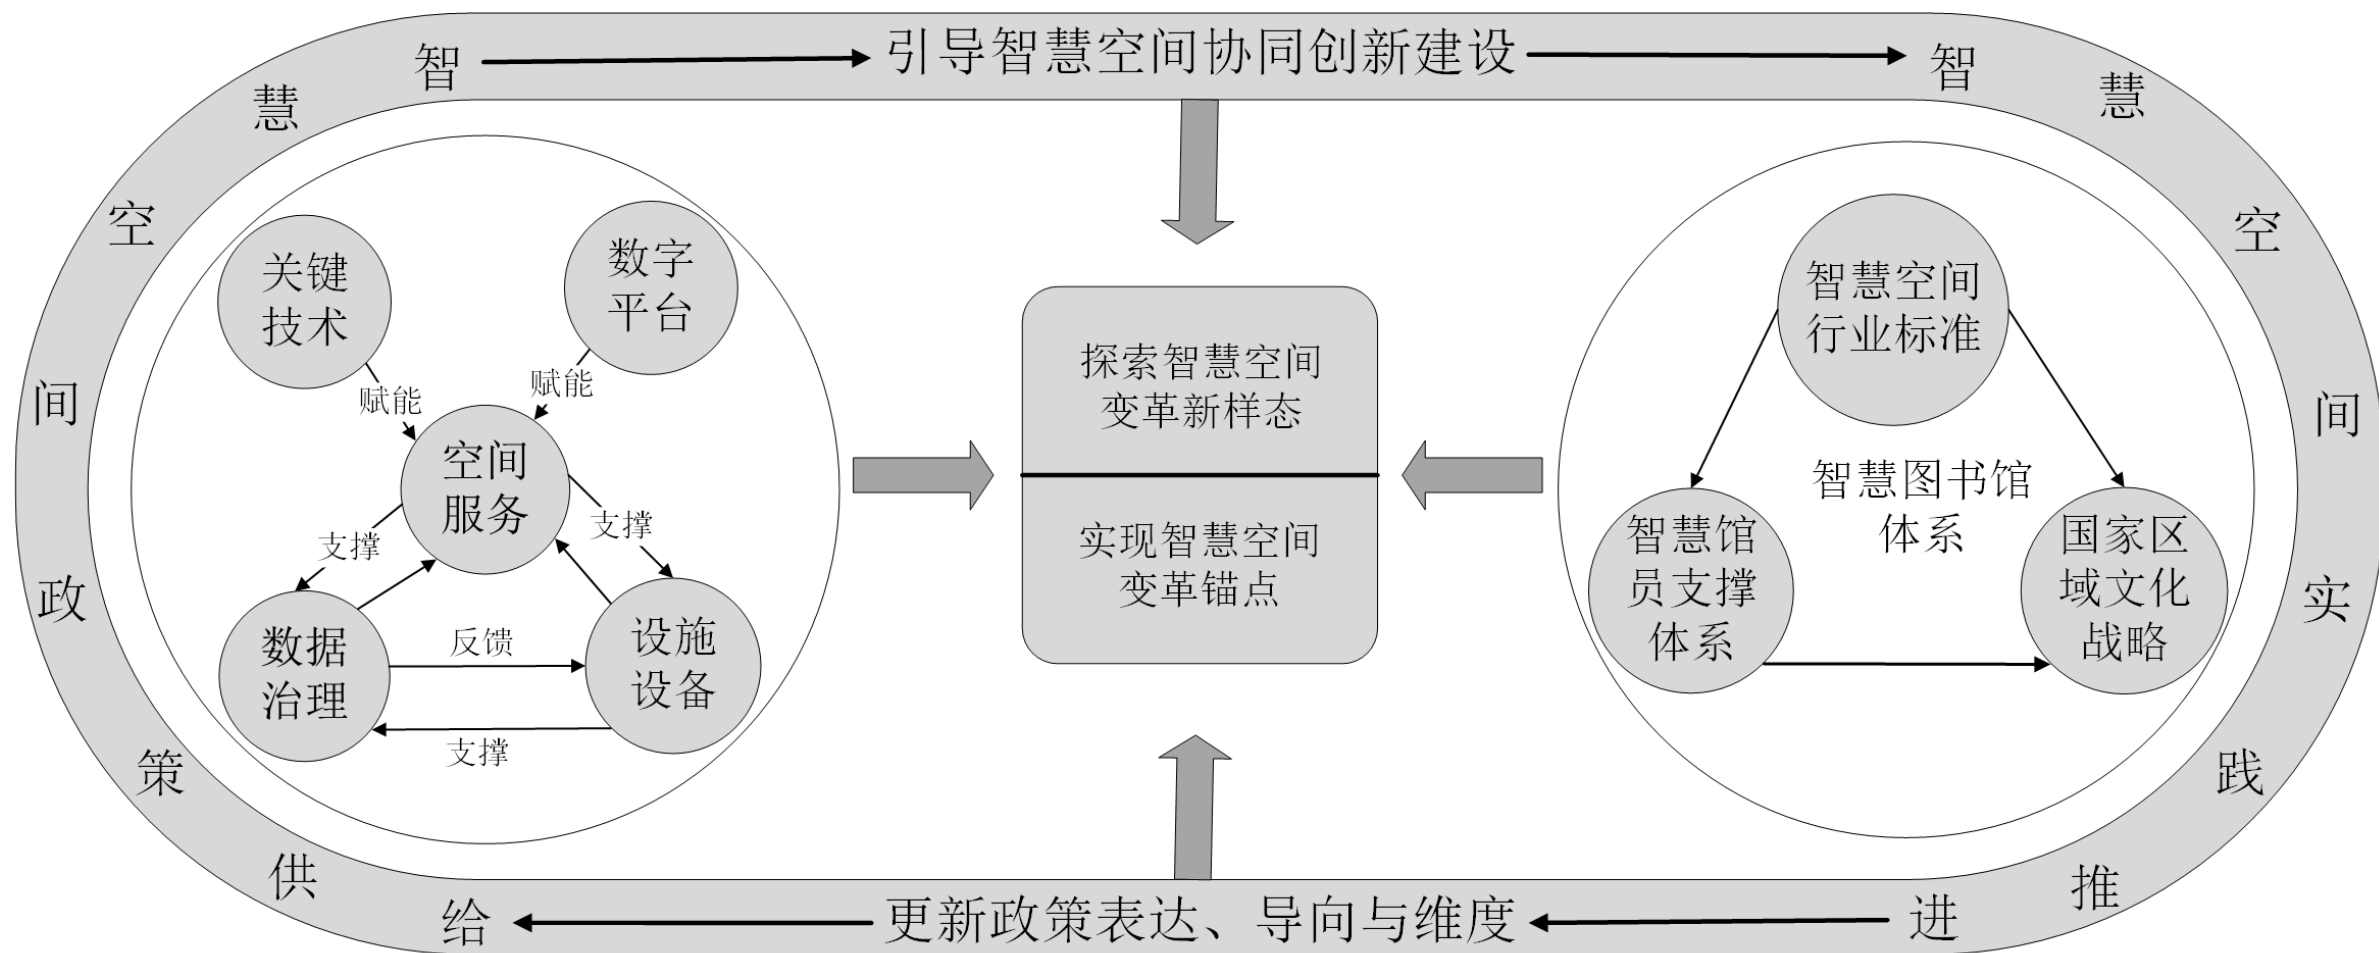 引导智慧空间协同创新建设
智慧空间政策供给
关键
技术
数字
平台
赋能
赋能
空间
服务
支撑
支撑
数据
治理
反馈
设施
设备
支撑
探索智慧空间
变革新样态
实现智慧空间
变革锚点
智慧空间
行业标准
智慧图书馆
体系
智慧馆
员支撑
体系
国家区
域文化
战略
智慧空间实践推进
更新政策表达、导向与维度